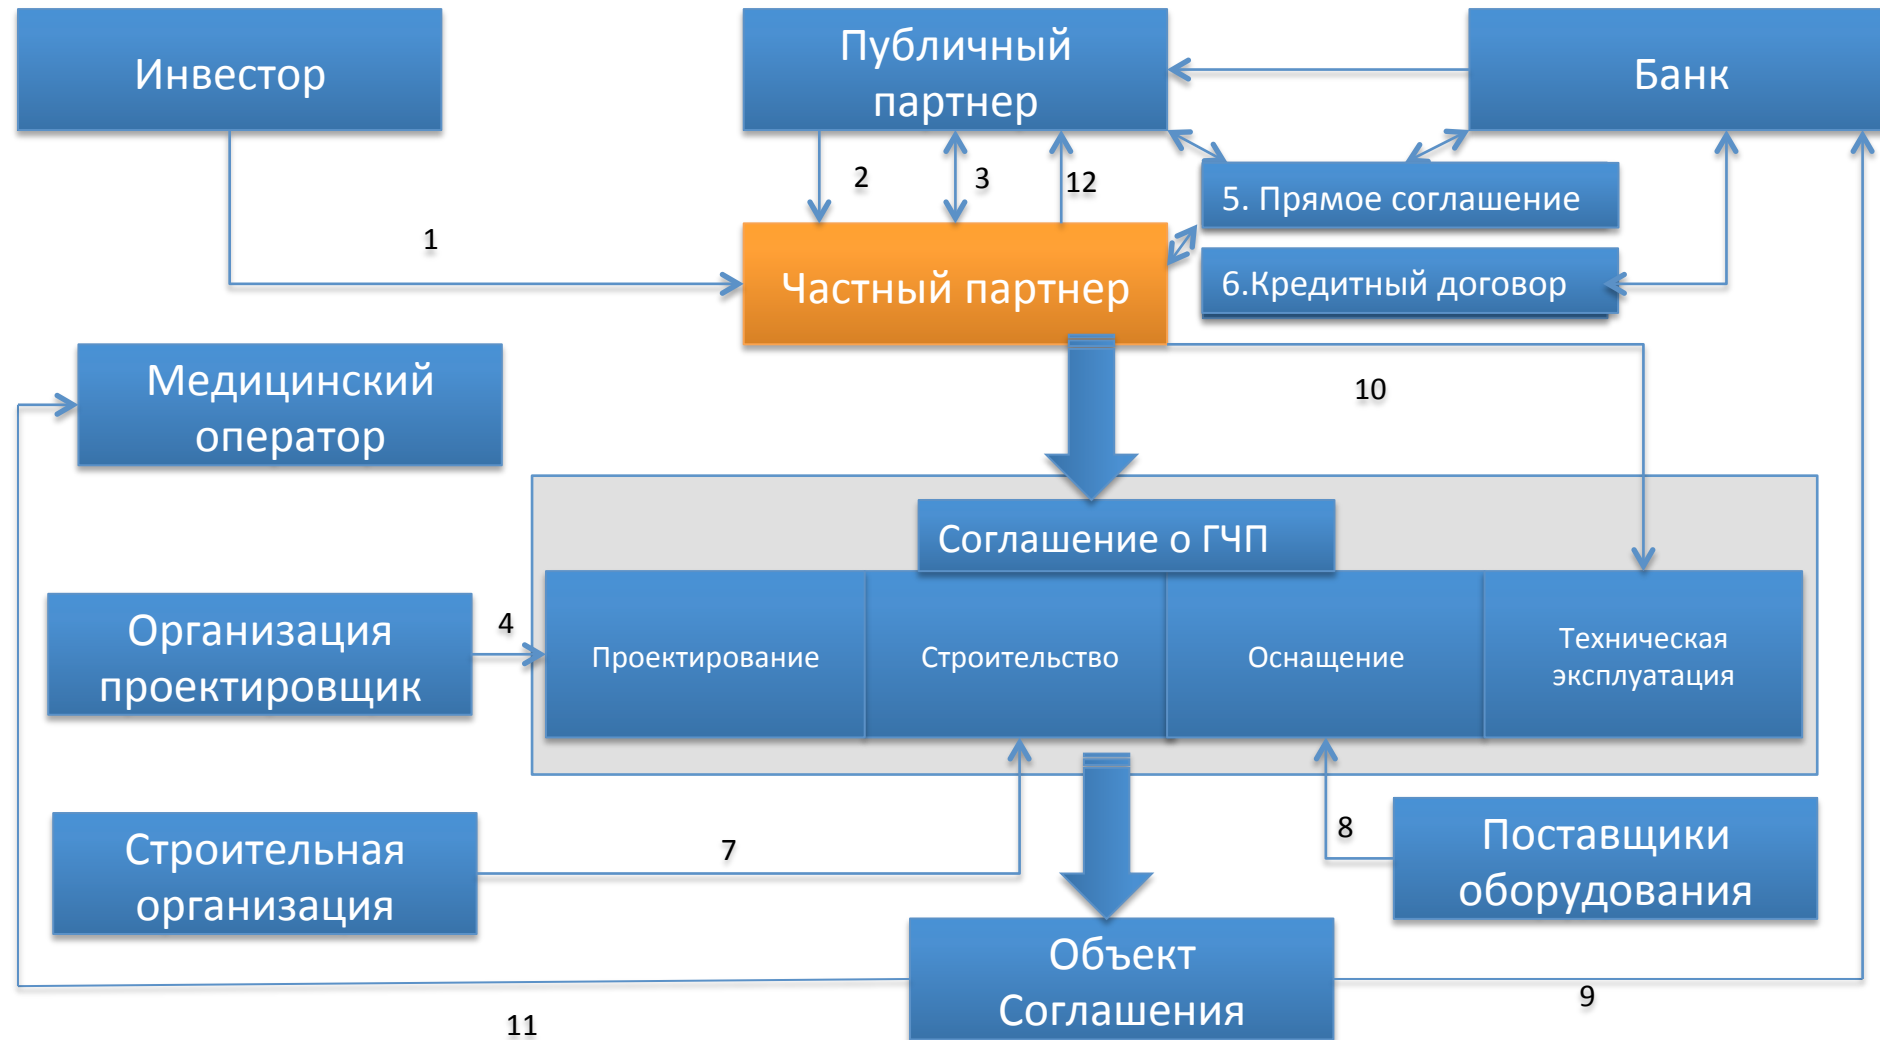 Инвестор
Публичный
партнер
Банк
2
3
12
5. Прямое соглашение
1
Частный партнер
6.Кредитный договор
Медицинский
оператор
10
Соглашение о ГЧП
Организация
проектировщик
4
Проектирование
Строительство
Оснащение
Техническая
эксплуатация
Строительная
организация
7
8
Поставщики
оборудования
Объект
Соглашения
9
11